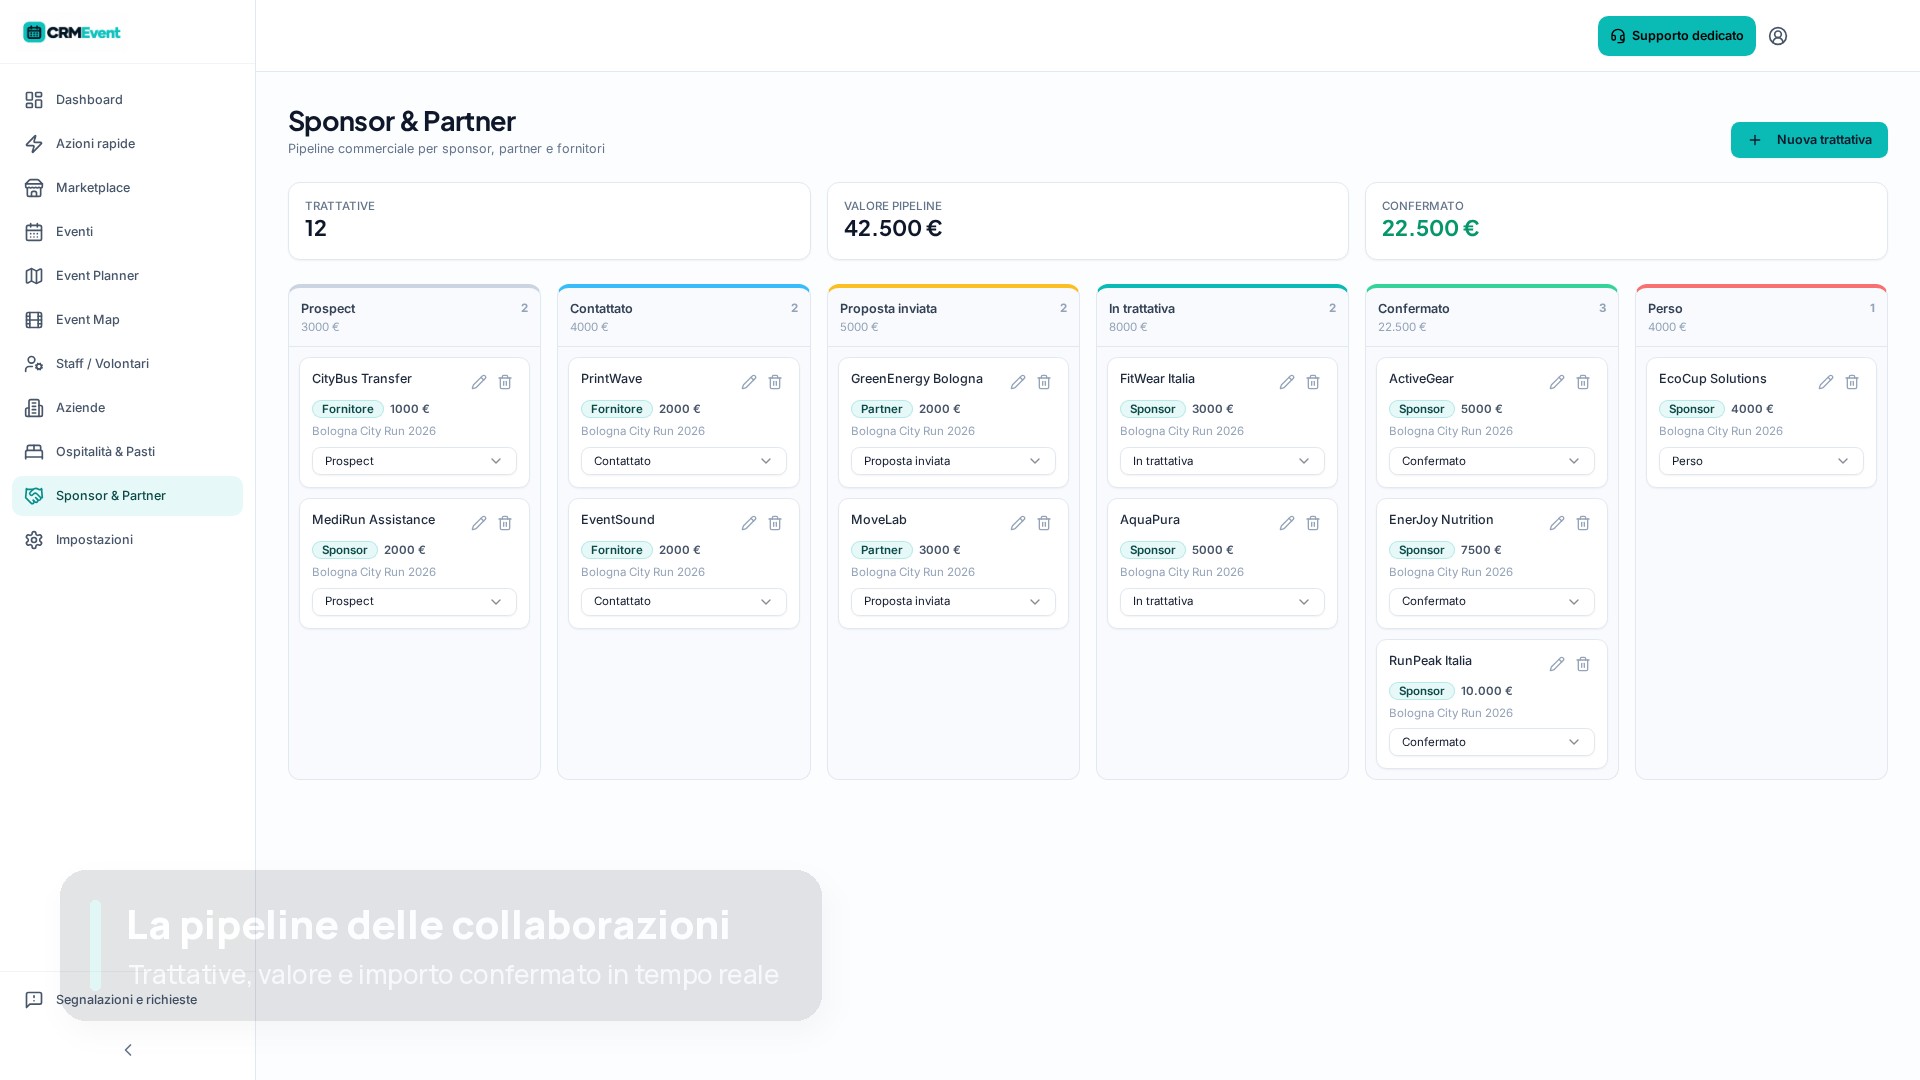 CRMEvent
Supporto dedicato
Dashboard
Azioni rapide
Marketplace
Eventi
Event Planner
Event Map
Staff / Volontari
Aziende
Ospitalità & Pasti
Sponsor & Partner
Impostazioni
Segnalazioni e richieste
Sponsor & Partner
Pipeline commerciale per sponsor, partner e fornitori
Nuova trattativa
TRATTATIVE
12
VALORE PIPELINE
42.500 €
CONFERMATO
22.500 €
Prospect 2
3000 €
CityBus Transfer
Fornitore 1000 €
Bologna City Run 2026
Prospect
MediRun Assistance
Sponsor 2000 €
Bologna City Run 2026
Prospect
Contattato 2
4000 €
PrintWave
Fornitore 2000 €
Bologna City Run 2026
Contattato
EventSound
Fornitore 2000 €
Bologna City Run 2026
Contattato
Proposta inviata 2
5000 €
GreenEnergy Bologna
Partner 2000 €
Bologna City Run 2026
Proposta inviata
MoveLab
Partner 3000 €
Bologna City Run 2026
Proposta inviata
In trattativa 2
8000 €
FitWear Italia
Sponsor 3000 €
Bologna City Run 2026
In trattativa
AquaPura
Sponsor 5000 €
Bologna City Run 2026
In trattativa
Confermato 3
22.500 €
ActiveGear
Sponsor 5000 €
Bologna City Run 2026
Confermato
EnerJoy Nutrition
Sponsor 7500 €
Bologna City Run 2026
Confermato
RunPeak Italia
Sponsor 10.000 €
Bologna City Run 2026
Confermato
Perso 1
4000 €
EcoCup Solutions
Sponsor 4000 €
Bologna City Run 2026
Perso
La pipeline delle collaborazioni
Trattative, valore e importo confermato in tempo reale